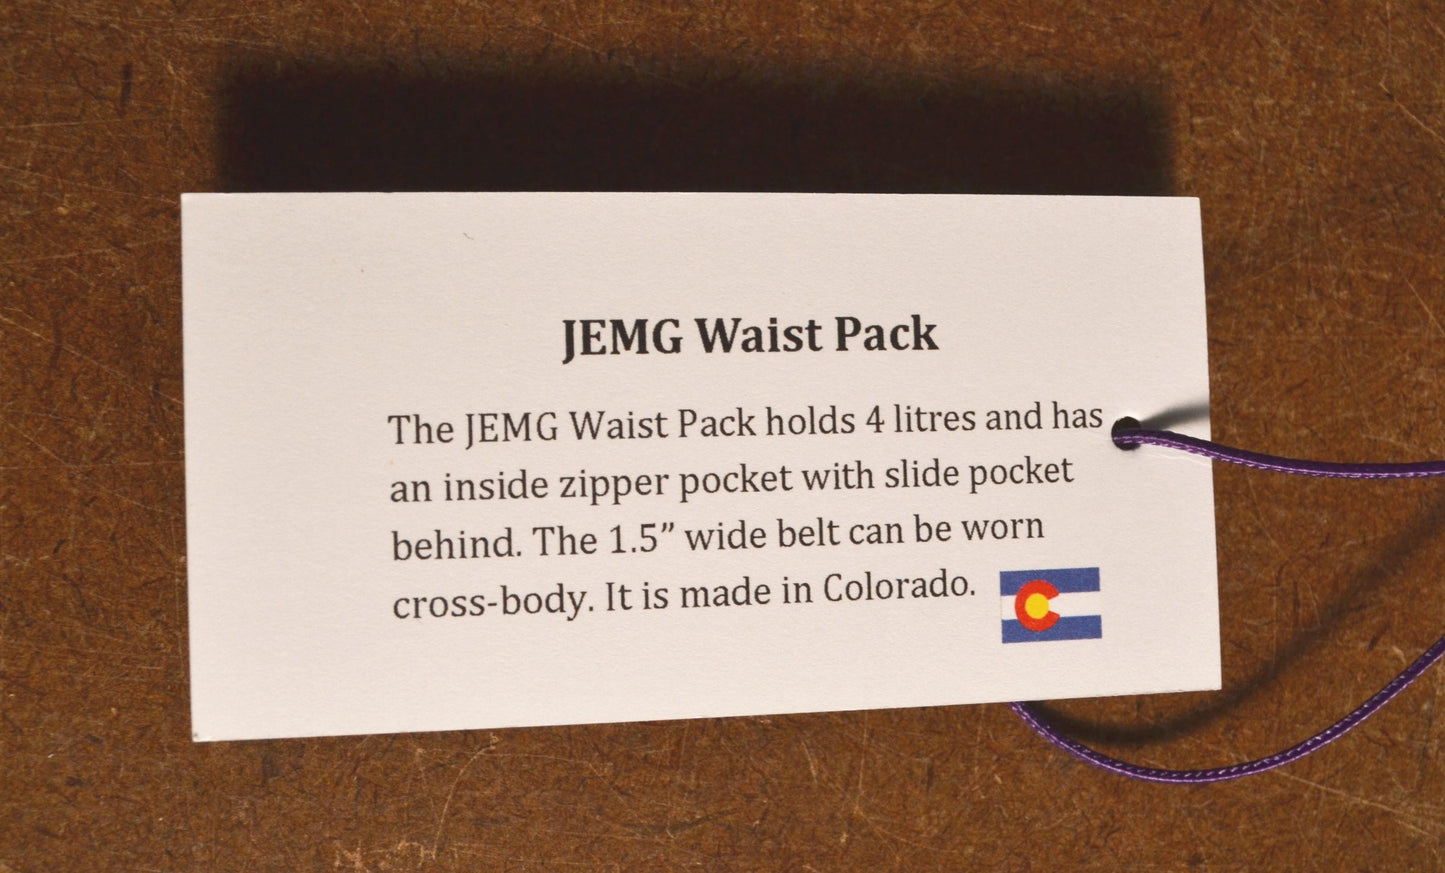 JEMG Waist Pack
The JEMG Waist Pack holds 4 litres and has
an inside zipper pocket with slide pocket
behind. The 1.5” wide belt can be worn
cross-body. It is made in Colorado.